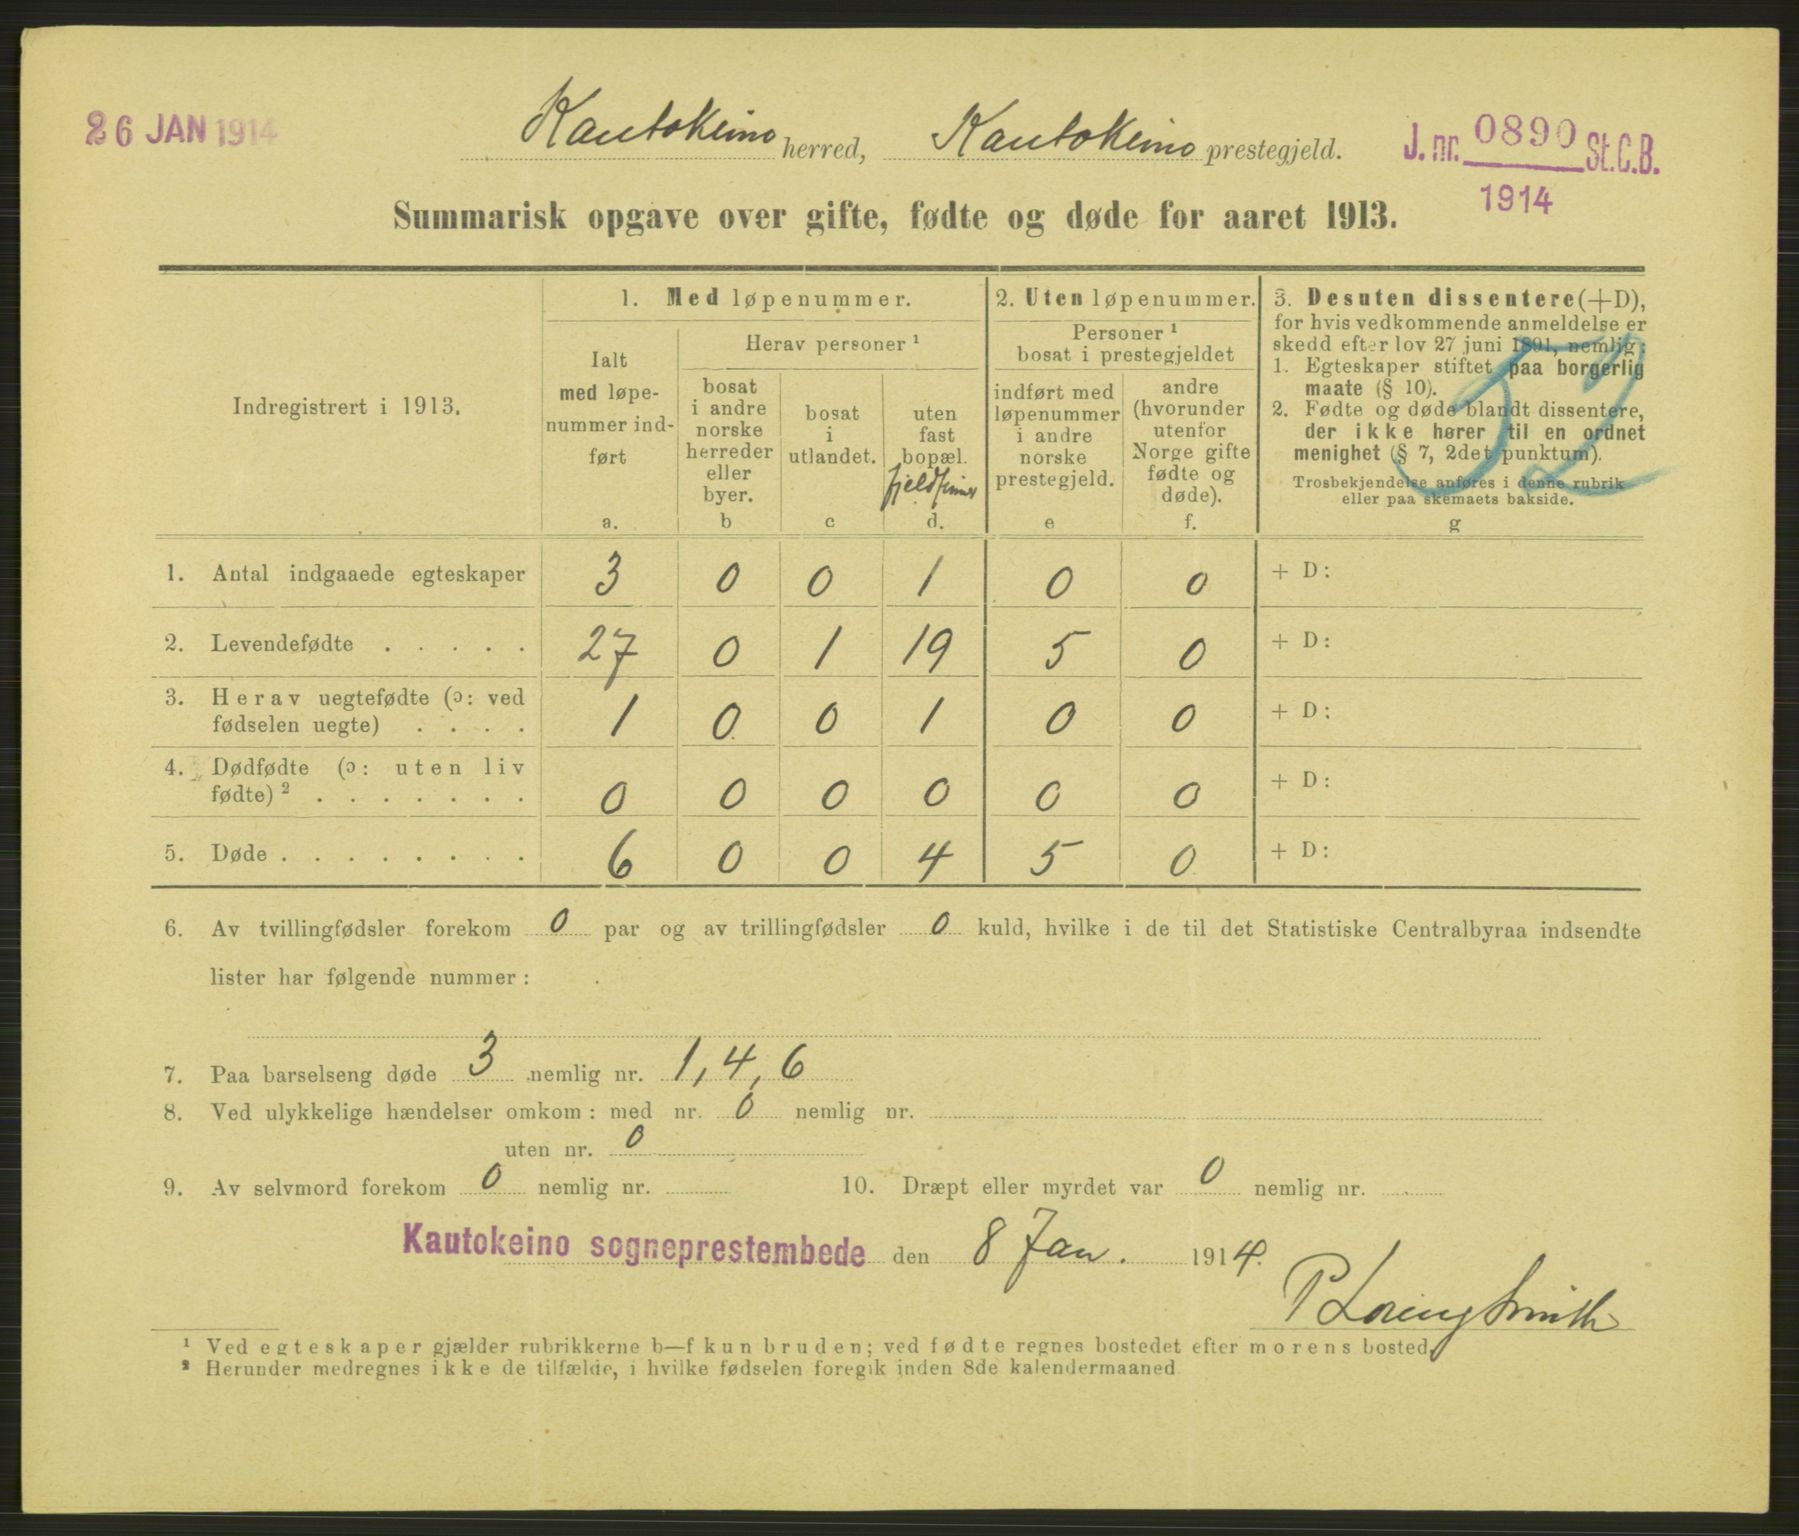 26 JAN 1914
Kautokeino herred, Kautokeino prestegjeld.
J. nr. 0890 St.C.B.
1914
Summarisk opgave over gifte, fødte og døde for aaret 1913.
Indregistrert i 1913.
1. Med løpenummer.
Ialt
med løpe-
nummer ind-
ført
a.
Herav personer ¹
bosat
i andre
norske
herreder
eller
byer.
b
bosat
i
utlandet.
c
uten
fast
bopæl.
fjeldfinner
d.
2. Uten løpenummer.
Personer ¹
bosat i prestegjeldet
indført med
løpenummer
i andre
norske
prestegjeld.
e
andre
(hvorunder
utenfor
Norge gifte
fødte og
døde).
f.
3. Desuten dissentere (+D),
for hvis vedkommende anmeldelse er
skedd efter lov 27 juni 1891, nemlig:
1. Egteskaper stiftet paa borgerlig
maate (§ 10).
2. Fødte og døde blandt dissentere,
der ikke hører til en ordnet
menighet (§ 7, 2det punktum).
Trosbekjendelse anføres i denne rubrik
eller paa skemaets bakside.
g
52
1. Antal indgaaede egteskaper 3 0 0 1 0 0 + D:
2. Levendefødte . . . . . 27 0 1 19 5 0 + D:
3. Herav uegtefødte (ɔ: ved
fødselen uegte) . . . . 1 0 0 1 0 0 + D:
4. Dødfødte (ɔ: uten liv
fødte) ² . . . . . . . 0 0 0 0 0 0 + D:
5. Døde . . . . . . . . 6 0 0 4 5 0 + D:
6. Av tvillingfødsler forekom 0 par og av trillingfødsler 0 kuld, hvilke i de til det Statistiske Centralbyraa indsendte
lister har følgende nummer:
7. Paa barselseng døde 3 nemlig nr. 1, 4, 6
8. Ved ulykkelige hændelser omkom: med nr. 0 nemlig nr.
uten nr. 0
9. Av selvmord forekom 0 nemlig nr. 10. Dræpt eller myrdet var 0 nemlig nr.
Kautokeino sogneprestembede den 8 Jan. 1914.
P Lorentz Smith
¹ Ved egteskaper gjælder rubrikkerne b—f kun bruden; ved fødte regnes bostedet efter morens bosted.
² Herunder medregnes ikke de tilfælde, i hvilke fødselen foregik inden 8de kalendermaaned